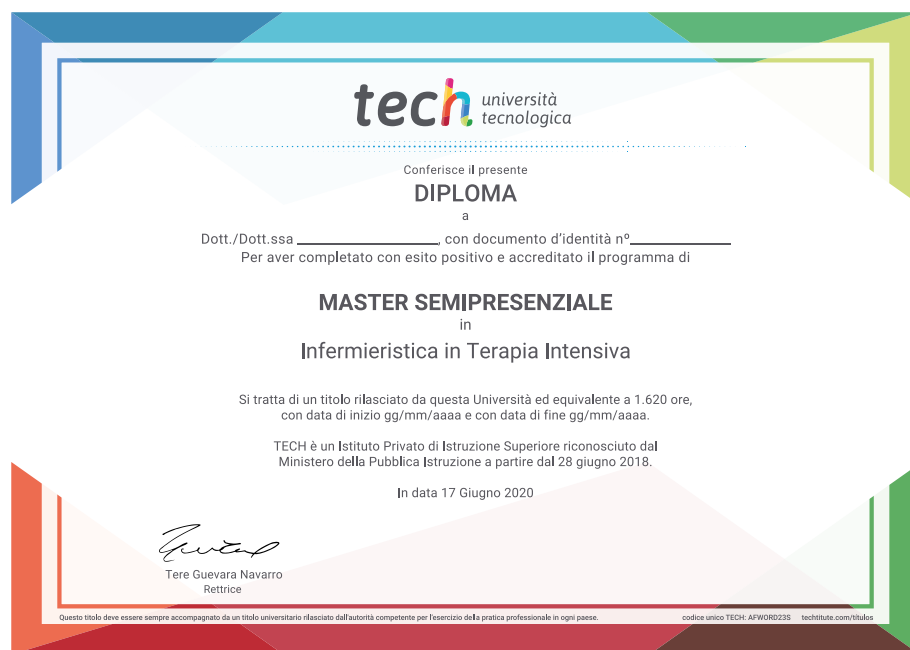 tech università
tecnologica
Conferisce il presente
DIPLOMA
a
Dott./Dott.ssa ________________, con documento d'identità nº____________
Per aver completato con esito positivo e accreditato il programma di
MASTER SEMIPRESENZIALE
in
Infermieristica in Terapia Intensiva
Si tratta di un titolo rilasciato da questa Università ed equivalente a 1.620 ore,
con data di inizio gg/mm/aaaa e con data di fine gg/mm/aaaa.
TECH è un Istituto Privato di Istruzione Superiore riconosciuto dal
Ministero della Pubblica Istruzione a partire dal 28 giugno 2018.
In data 17 Giugno 2020
Tere Guevara Navarro
Rettrice
Questo titolo deve essere sempre accompagnato da un titolo universitario rilasciato dall'autorità competente per l'esercizio della pratica professionale in ogni paese. codice unico TECH: AFWORD23S techtitute.com/títulos